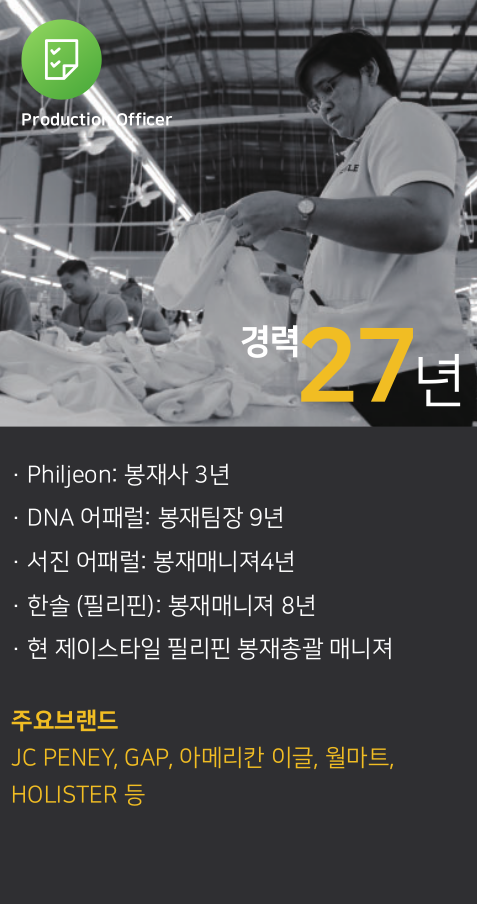 Production Officer
경력27년
· Philjeon: 봉재사 3년
· DNA 어패럴: 봉재팀장 9년
· 서진 어패럴: 봉재매니져4년
· 한솔 (필리핀): 봉재매니져 8년
· 현 제이스타일 필리핀 봉재총괄 매니져
주요브랜드
JC PENEY, GAP, 아메리칸 이글, 월마트,
HOLISTER 등